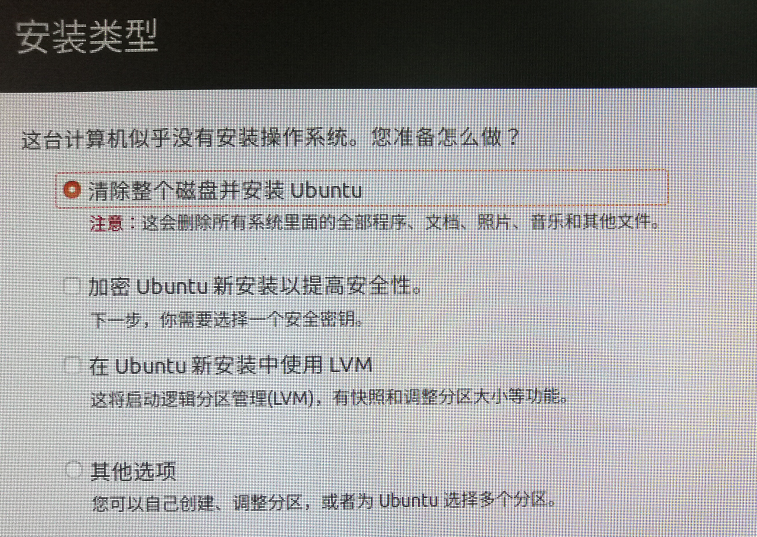 安装类型
这台计算机似乎没有安装操作系统。您准备怎么做？
清除整个磁盘并安装 Ubuntu
注意：这会删除所有系统里面的全部程序、文档、照片、音乐和其他文件。
加密 Ubuntu 新安装以提高安全性。
下一步，你需要选择一个安全密钥。
在 Ubuntu 新安装中使用 LVM
这将启动逻辑分区管理(LVM)，有快照和调整分区大小等功能。
其他选项
您可以自己创建、调整分区，或者为 Ubuntu 选择多个分区。